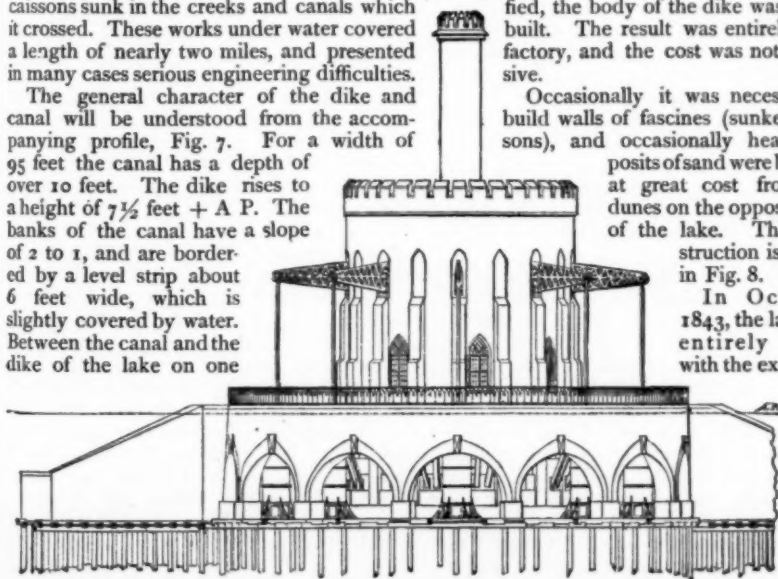 caissons sunk in the creeks and canals which
it crossed. These works under water covered
a length of nearly two miles, and presented
in many cases serious engineering difficulties.
The general character of the dike and
canal will be understood from the accom-
panying profile, Fig. 7. For a width of
95 feet the canal has a depth of
over 10 feet. The dike rises to
a height of 7½ feet + A P. The
banks of the canal have a slope
of 2 to 1, and are border-
ed by a level strip about
6 feet wide, which is
slightly covered by water.
Between the canal and the
dike of the lake on one
fied, the body of the dike was
built. The result was entirel
factory, and the cost was not
sive.
Occasionally it was neces
build walls of fascines (sunke
sons), and occasionally hea
posits of sand were
at great cost fro
dunes on the oppos
of the lake. Th
struction is
in Fig. 8.
In Oc
1843, the la
entirely
with the ex